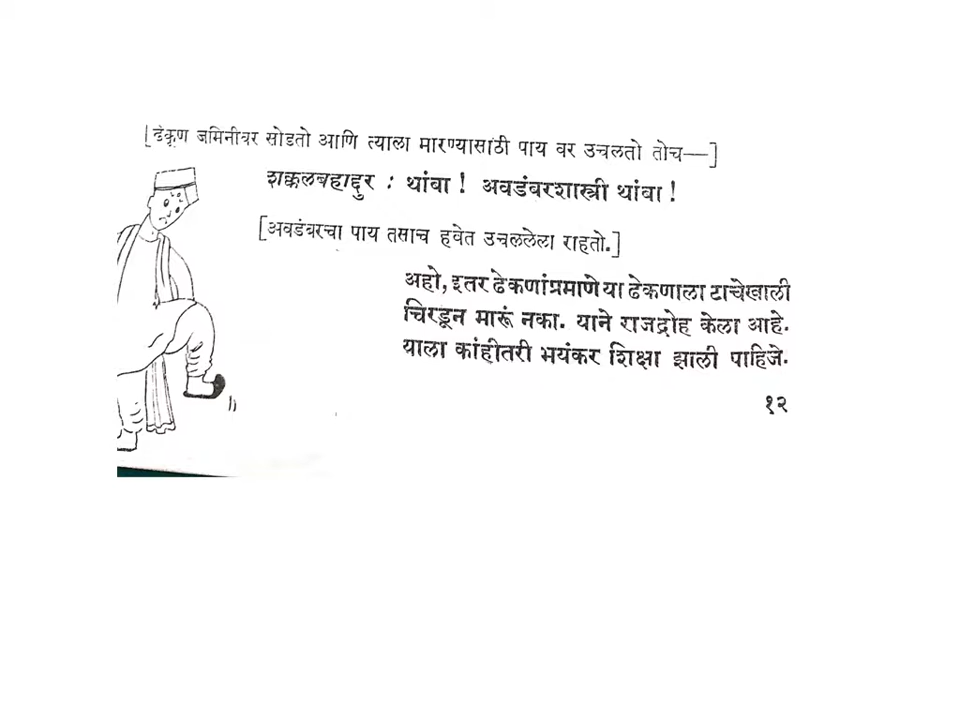 [ढेकूण जमिनीवर सोडतो आणि त्याला मारण्यासाठी पाय वर उचलतो तोच—]
शक्कलबहाद्दुर : थांबा ! अवडंबरशास्त्री थांबा !
[अवडंबरचा पाय तसाच हवेत उचललेला राहतो.]
अहो, इतर ढेकणांप्रमाणे या ढेकणाला टाचेखाली
चिरडून मारूं नका. याने राजद्रोह केला आहे.
याला कांहीतरी भयंकर शिक्षा झाली पाहिजे.
१२